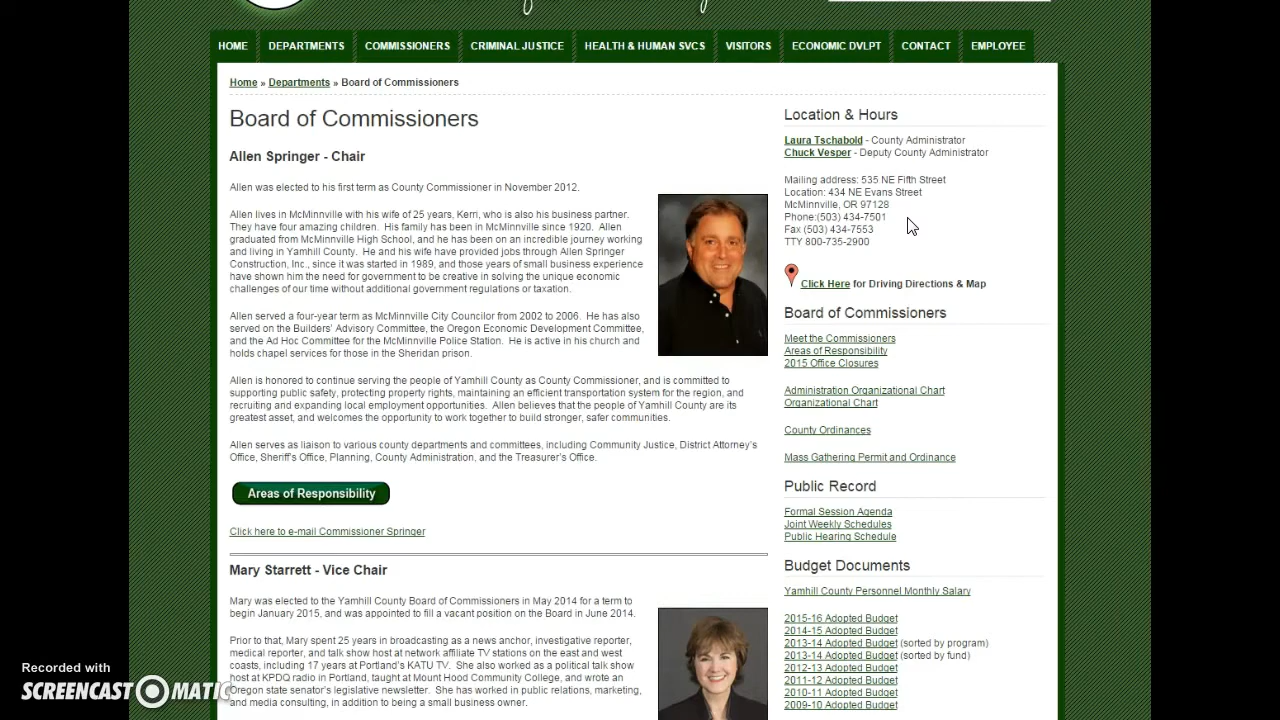 HOME DEPARTMENTS COMMISSIONERS CRIMINAL JUSTICE HEALTH & HUMAN SVCS VISITORS ECONOMIC DVLPT CONTACT EMPLOYEE
Home » Departments » Board of Commissioners
Board of Commissioners
Allen Springer - Chair
Allen was elected to his first term as County Commissioner in November 2012.
Allen lives in McMinnville with his wife of 25 years, Kerri, who is also his business partner.
They have four amazing children. His family has been in McMinnville since 1920. Allen
graduated from McMinnville High School, and he has been on an incredible journey working
and living in Yamhill County. He and his wife have provided jobs through Allen Springer
Construction, Inc., since it was started in 1989, and those years of small business experience
have shown him the need for government to be creative in solving the unique economic
challenges of our time without additional government regulations or taxation.
Allen served a four-year term as McMinnville City Councilor from 2002 to 2006. He has also
served on the Builders' Advisory Committee, the Oregon Economic Development Committee,
and the Ad Hoc Committee for the McMinnville Police Station. He is active in his church and
holds chapel services for those in the Sheridan prison.
Allen is honored to continue serving the people of Yamhill County as County Commissioner, and is committed to
supporting public safety, protecting property rights, maintaining an efficient transportation system for the region, and
recruiting and expanding local employment opportunities. Allen believes that the people of Yamhill County are its
greatest asset, and welcomes the opportunity to work together to build stronger, safer communities.
Allen serves as liaison to various county departments and committees, including Community Justice, District Attorney's
Office, Sheriff's Office, Planning, County Administration, and the Treasurer's Office.
Areas of Responsibility
Click here to e-mail Commissioner Springer
Mary Starrett - Vice Chair
Mary was elected to the Yamhill County Board of Commissioners in May 2014 for a term to
begin January 2015, and was appointed to fill a vacant position on the Board in June 2014.
Prior to that, Mary spent 25 years in broadcasting as a news anchor, investigative reporter,
medical reporter, and talk show host at network affiliate TV stations on the east and west
coasts, including 17 years at Portland's KATU TV. She also worked as a political talk show
host at KPDQ radio in Portland, taught at Mount Hood Community College, and wrote an
Oregon state senator's legislative newsletter. She has worked in public relations, marketing,
and media consulting, in addition to being a small business owner.
Location & Hours
Laura Tschabold - County Administrator
Chuck Vesper - Deputy County Administrator
Mailing address: 535 NE Fifth Street
Location: 434 NE Evans Street
McMinnville, OR 97128
Phone:(503) 434-7501
Fax (503) 434-7553
TTY 800-735-2900
Click Here for Driving Directions & Map
Board of Commissioners
Meet the Commissioners
Areas of Responsibility
2015 Office Closures
Administration Organizational Chart
Organizational Chart
County Ordinances
Mass Gathering Permit and Ordinance
Public Record
Formal Session Agenda
Joint Weekly Schedules
Public Hearing Schedule
Budget Documents
Yamhill County Personnel Monthly Salary
2015-16 Adopted Budget
2014-15 Adopted Budget
2013-14 Adopted Budget (sorted by program)
2013-14 Adopted Budget (sorted by fund)
2012-13 Adopted Budget
2011-12 Adopted Budget
2010-11 Adopted Budget
2009-10 Adopted Budget
Recorded with
SCREENCAST MATIC